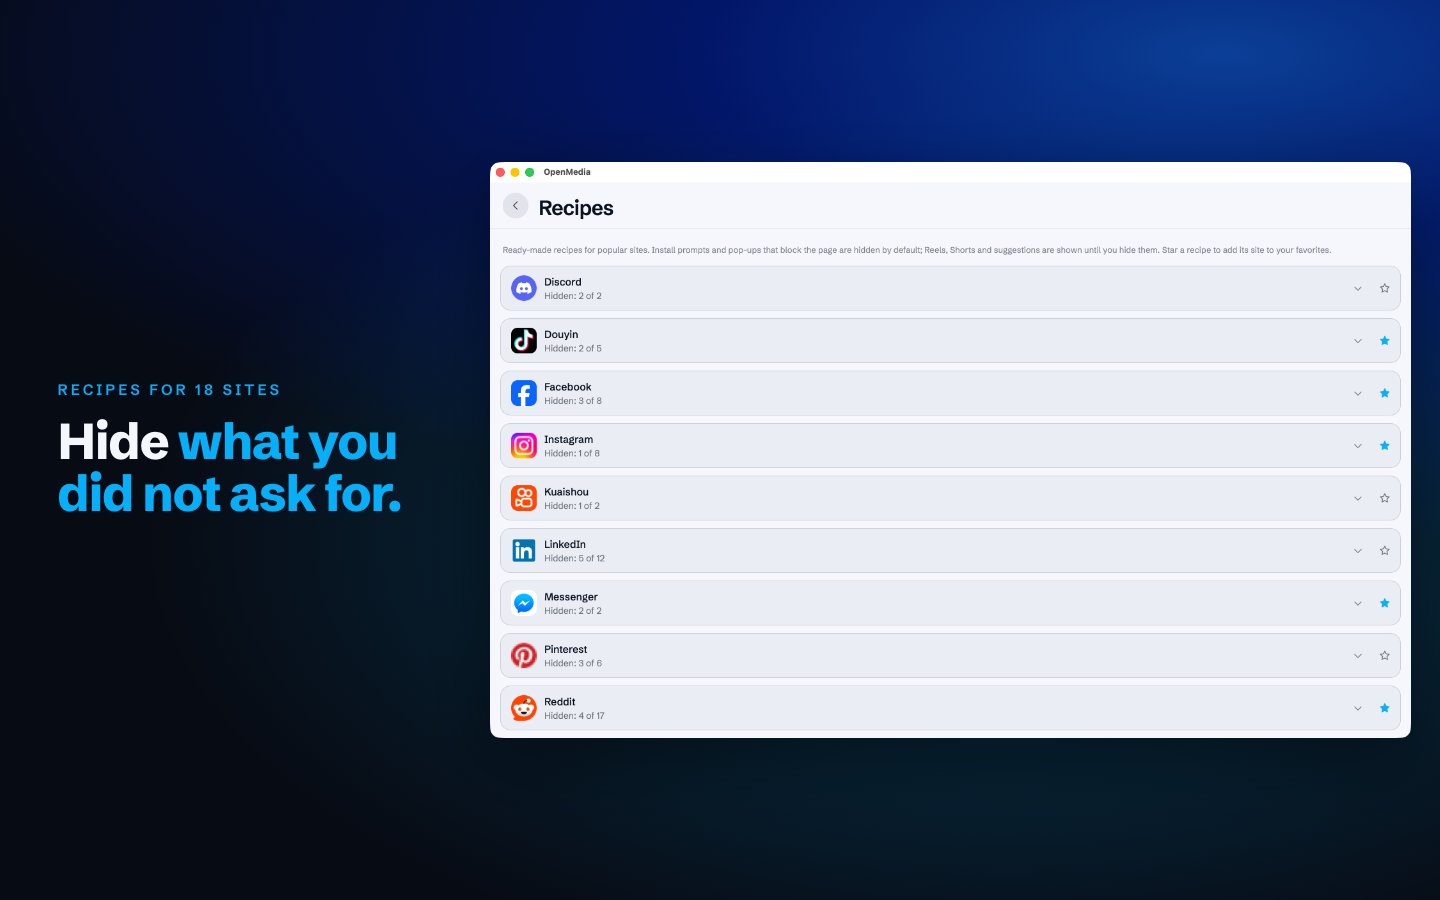 RECIPES FOR 18 SITES
Hide what you
did not ask for.
OpenMedia
Recipes
Ready-made recipes for popular sites. Install prompts and pop-ups that block the page are hidden by default; Reels, Shorts and suggestions are shown until you hide them. Star a recipe to add its site to your favorites.
Discord
Hidden: 2 of 2
Douyin
Hidden: 2 of 5
Facebook
Hidden: 3 of 8
Instagram
Hidden: 1 of 8
Kuaishou
Hidden: 1 of 2
LinkedIn
Hidden: 5 of 12
Messenger
Hidden: 2 of 2
Pinterest
Hidden: 3 of 6
Reddit
Hidden: 4 of 17